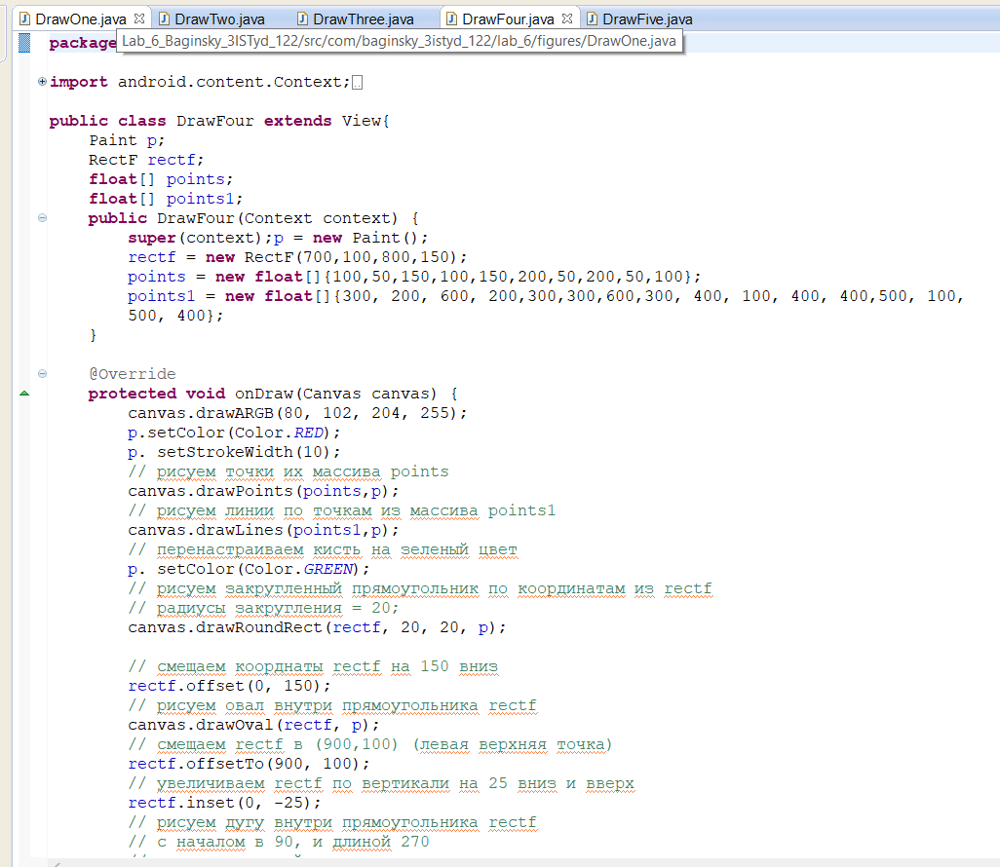 DrawOne.java DrawTwo.java DrawThree.java DrawFour.java DrawFive.java
package
Lab_6_Baginsky_3ISTyd_122/src/com/baginsky_3istyd_122/lab_6/figures/DrawOne.java
import android.content.Context;
public class DrawFour extends View{
Paint p;
RectF rectf;
float[] points;
float[] points1;
public DrawFour(Context context) {
super(context);p = new Paint();
rectf = new RectF(700,100,800,150);
points = new float[]{100,50,150,100,150,200,50,200,50,100};
points1 = new float[]{300, 200, 600, 200,300,300,600,300, 400, 100, 400, 400,500, 100,
500, 400};
}
@Override
protected void onDraw(Canvas canvas) {
canvas.drawARGB(80, 102, 204, 255);
p.setColor(Color.RED);
p. setStrokeWidth(10);
// рисуем точки их массива points
canvas.drawPoints(points,p);
// рисуем линии по точкам из массива points1
canvas.drawLines(points1,p);
// перенастраиваем кисть на зеленый цвет
p. setColor(Color.GREEN);
// рисуем закругленный прямоугольник по координатам из rectf
// радиусы закругления = 20;
canvas.drawRoundRect(rectf, 20, 20, p);
// смещаем коорднаты rectf на 150 вниз
rectf.offset(0, 150);
// рисуем овал внутри прямоугольника rectf
canvas.drawOval(rectf, p);
// смещаем rectf в (900,100) (левая верхняя точка)
rectf.offsetTo(900, 100);
// увеличиваем rectf по вертикали на 25 вниз и вверх
rectf.inset(0, -25);
// рисуем дугу внутри прямоугольника rectf
// с началом в 90, и длиной 270